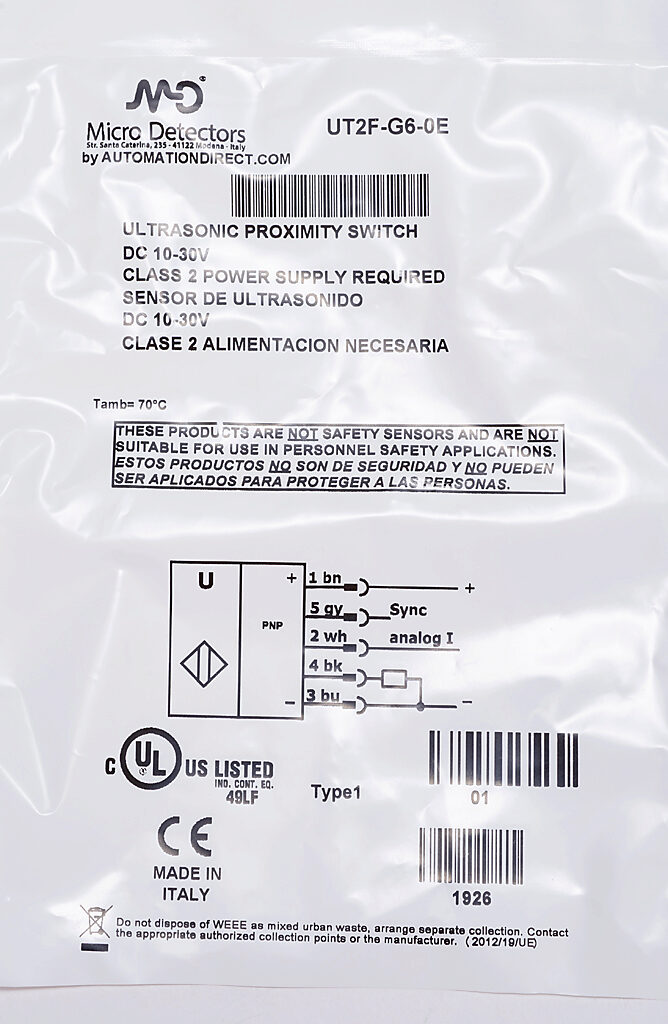 MD®
UT2F-G6-0E
Micro Detectors
Str. Santa Caterina, 235 - 41122 Modena - Italy
by AUTOMATIONDIRECT.COM
ULTRASONIC PROXIMITY SWITCH
DC 10-30V
CLASS 2 POWER SUPPLY REQUIRED
SENSOR DE ULTRASONIDO
DC 10-30V
CLASE 2 ALIMENTACION NECESARIA
Tamb= 70°C
THESE PRODUCTS ARE NOT SAFETY SENSORS AND ARE NOT
SUITABLE FOR USE IN PERSONNEL SAFETY APPLICATIONS.
ESTOS PRODUCTOS NO SON DE SEGURIDAD Y NO PUEDEN
SER APLICADOS PARA PROTEGER A LAS PERSONAS.
U
+ 1 bn +
5 gy Sync
PNP
2 wh analog I
4 bk
- 3 bu -
C UL US LISTED
IND. CONT. EQ.
49LF
Type1
01
CE
MADE IN
ITALY
1926
Do not dispose of WEEE as mixed urban waste, arrange separate collection. Contact
the appropriate authorized collection points or the manufacturer. (2012/19/UE)